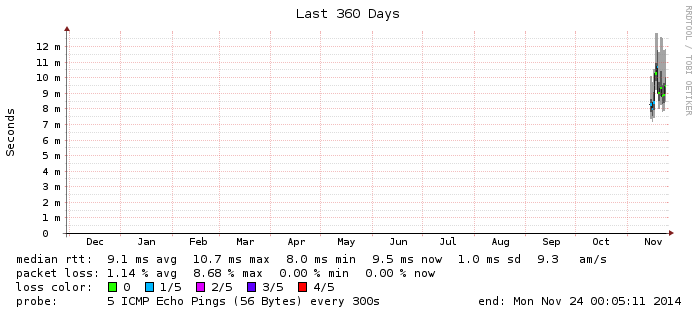 Last 360 Days
RRDTOOL / TOBI OETIKER
Seconds
12 m
11 m
10 m
9 m
8 m
7 m
6 m
5 m
4 m
3 m
2 m
1 m
0
Dec Jan Feb Mar Apr May Jun Jul Aug Sep Oct Nov
median rtt: 9.1 ms avg 10.7 ms max 8.0 ms min 9.5 ms now 1.0 ms sd 9.3 am/s
packet loss: 1.14 % avg 8.68 % max 0.00 % min 0.00 % now
loss color: 0 1/5 2/5 3/5 4/5
probe: 5 ICMP Echo Pings (56 Bytes) every 300s end: Mon Nov 24 00:05:11 2014